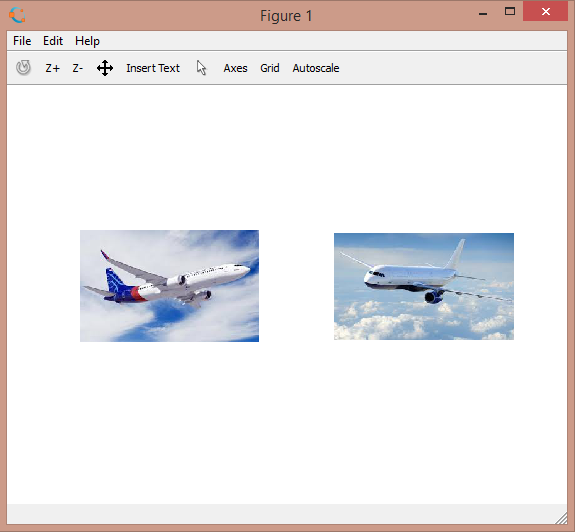 Figure 1
File Edit Help
Z+ Z- Insert Text Axes Grid Autoscale